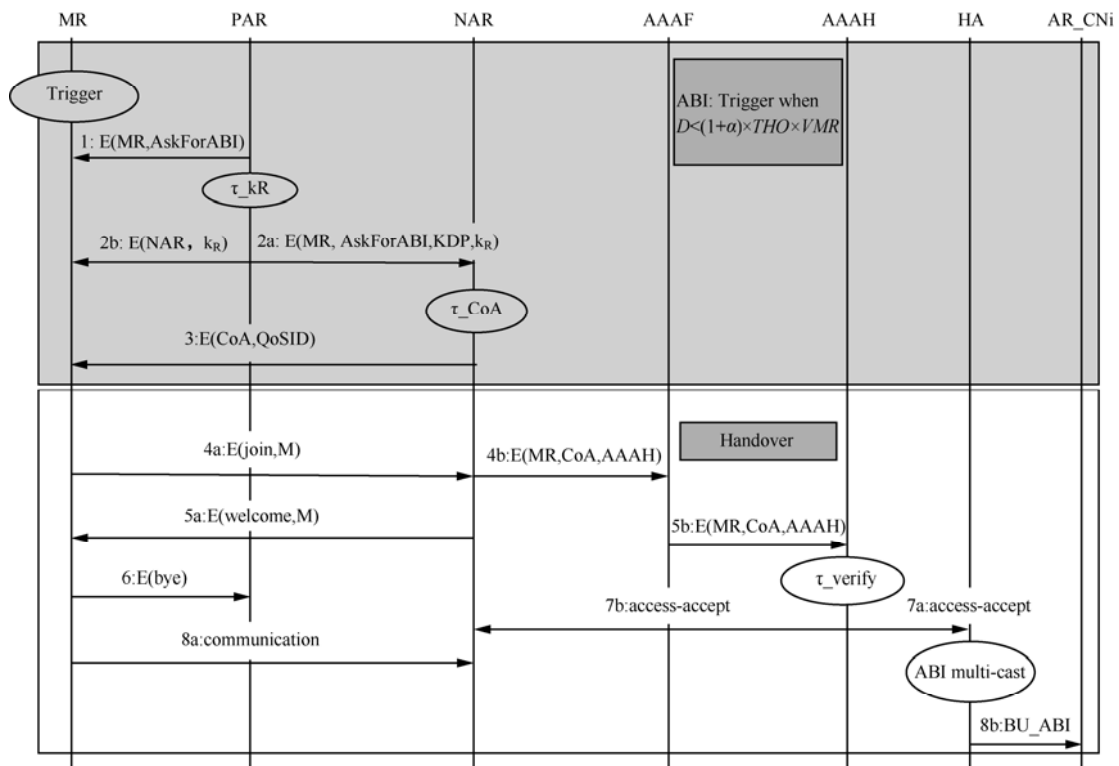 MR PAR NAR AAAF AAAH HA AR_CNi
Trigger
ABI: Trigger when
D<(1+α)×THO×VMR
1: E(MR,AskForABI)
τ_kR
2b: E(NAR，kR) 2a: E(MR, AskForABI,KDP,kR)
τ_CoA
3:E(CoA,QoSID)
Handover
4a:E(join,M) 4b:E(MR,CoA,AAAH)
5a:E(welcome,M) 5b:E(MR,CoA,AAAH)
6:E(bye) τ_verify
7b:access-accept 7a:access-accept
8a:communication
ABI multi-cast
8b:BU_ABI